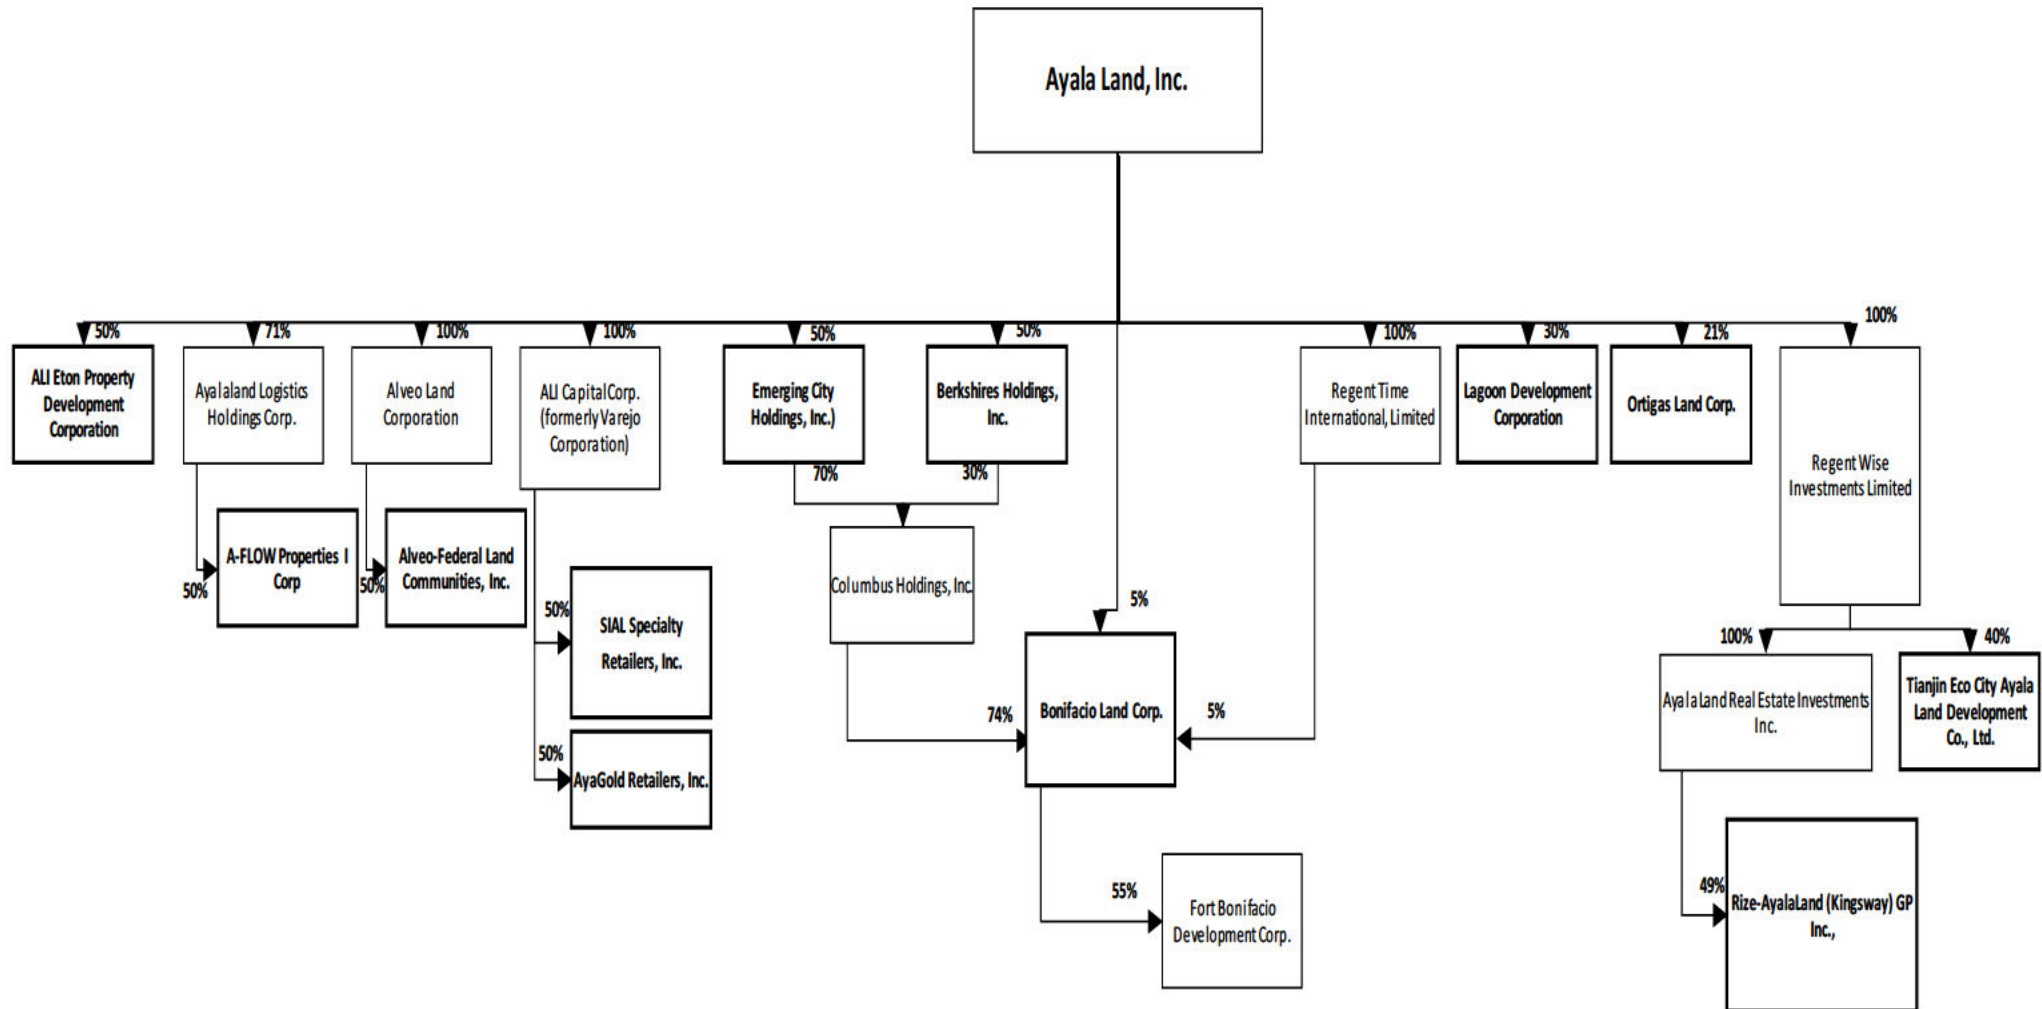 Ayala Land, Inc.
50%
71%
100%
100%
50%
50%
100%
30%
21%
100%
ALI Eton Property
Development
Corporation
Ayalaland Logistics
Holdings Corp.
Alveo Land
Corporation
ALI Capital Corp.
(formerly Varejo
Corporation)
Emerging City
Holdings, Inc.)
Berkshires Holdings,
Inc.
Regent Time
International, Limited
Lagoon Development
Corporation
Ortigas Land Corp.
Regent Wise
Investments Limited
70%
30%
50%
A-FLOW Properties I
Corp
50%
Alveo-Federal Land
Communities, Inc.
50%
SIAL Specialty
Retailers, Inc.
50%
AyaGold Retailers, Inc.
Columbus Holdings, Inc.
5%
74%
Bonifacio Land Corp.
5%
55%
Fort Bonifacio
Development Corp.
100%
40%
Ayala Land Real Estate Investments
Inc.
Tianjin Eco City Ayala
Land Development
Co., Ltd.
49%
Rize-AyalaLand (Kingsway) GP
Inc.,